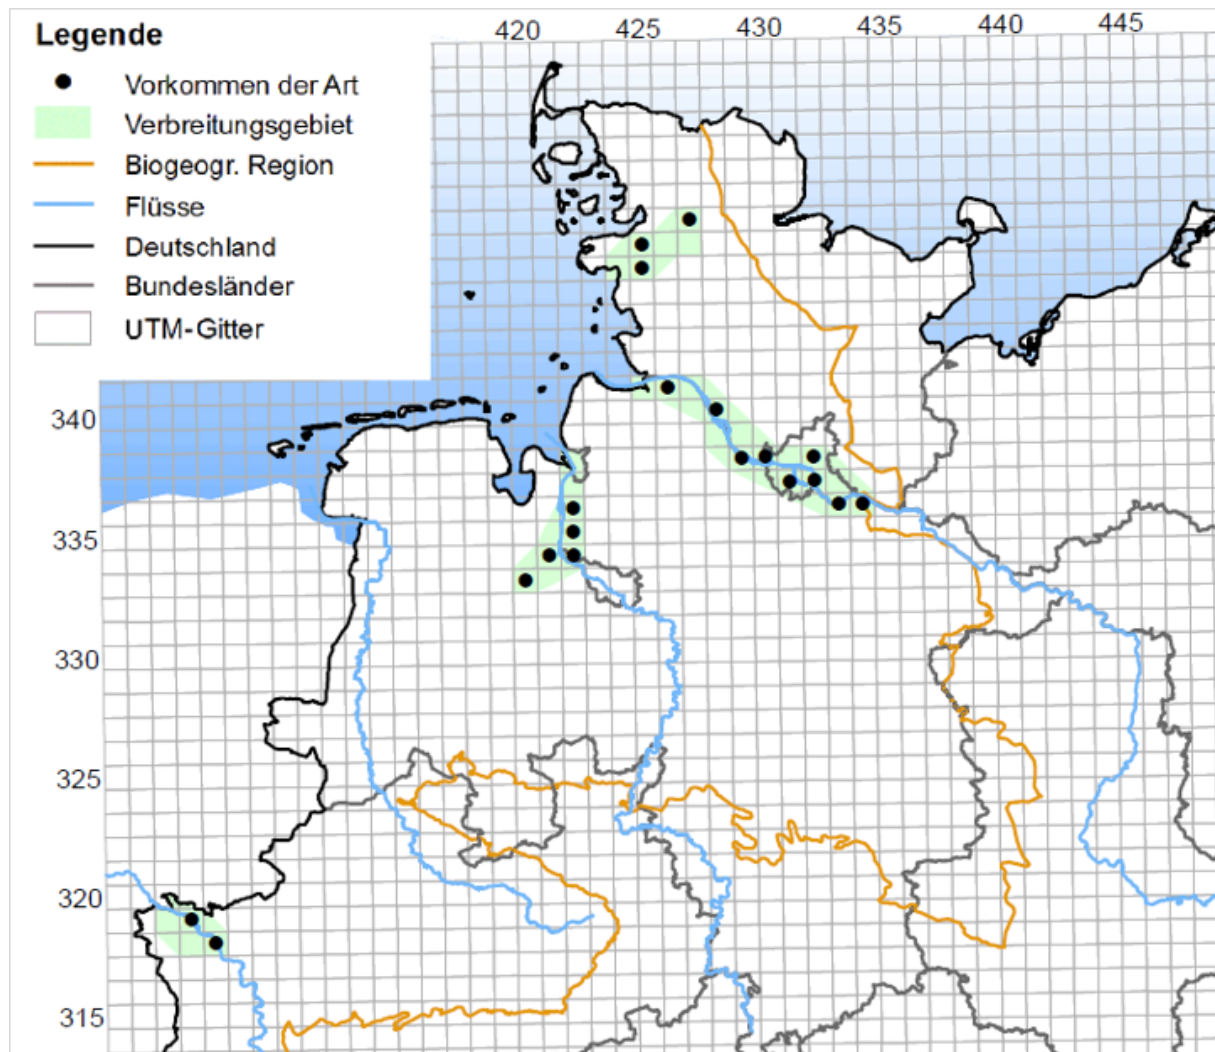 Legende
Vorkommen der Art
Verbreitungsgebiet
Biogeogr. Region
Flüsse
Deutschland
Bundesländer
UTM-Gitter
420 425 430 435 440 445
340
335
330
325
320
315